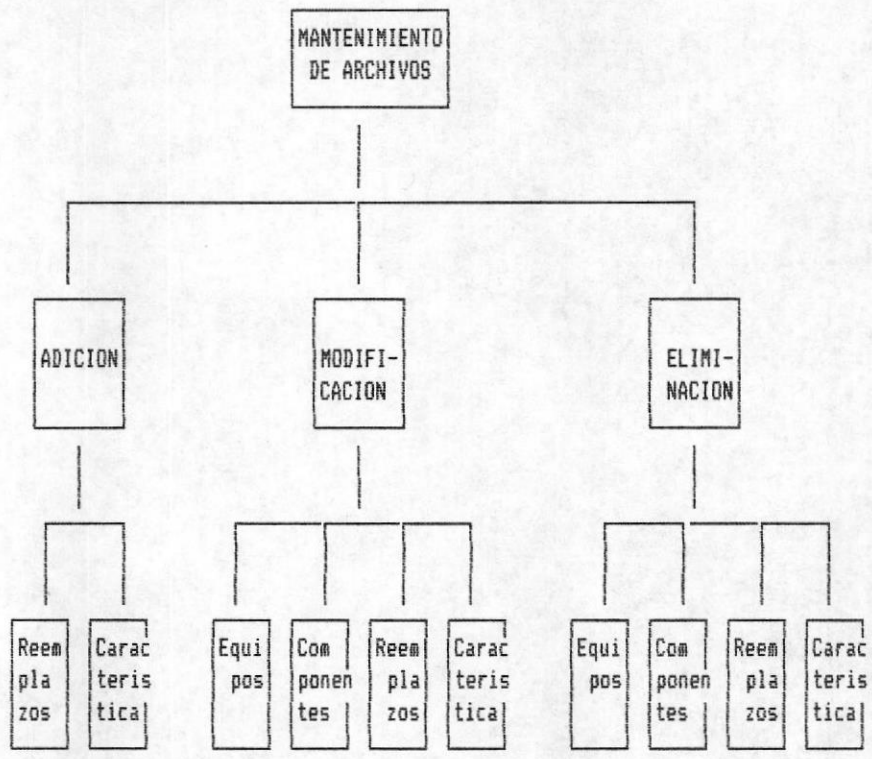 MANTENIMIENTO
DE ARCHIVOS
ADICION
MODIFI-
CACION
ELIMI-
NACION
Reem
pla
zos
Carac
teris
tica
Equi
pos
Com
ponen
tes
Reem
pla
zos
Carac
teris
tica
Equi
pos
Com
ponen
tes
Reem
pla
zos
Carac
teris
tica